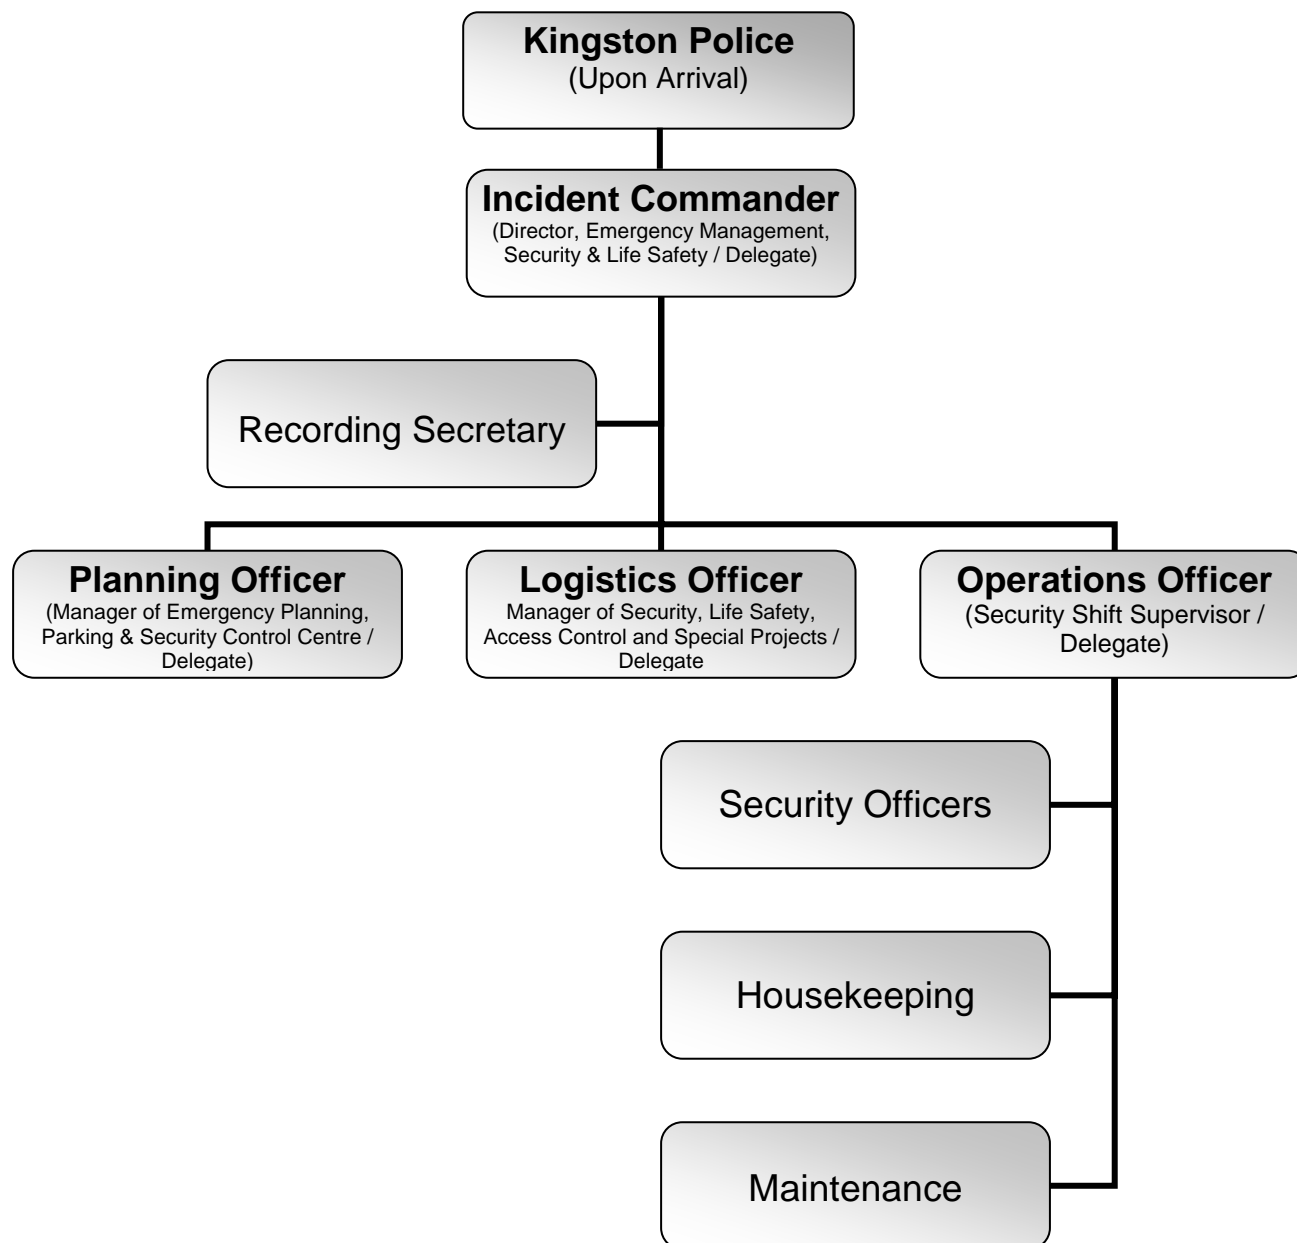 Kingston Police
(Upon Arrival)
Incident Commander
(Director, Emergency Management,
Security & Life Safety / Delegate)
Recording Secretary
Planning Officer
(Manager of Emergency Planning,
Parking & Security Control Centre /
Delegate)
Logistics Officer
Manager of Security, Life Safety,
Access Control and Special Projects /
Delegate
Operations Officer
(Security Shift Supervisor /
Delegate)
Security Officers
Housekeeping
Maintenance